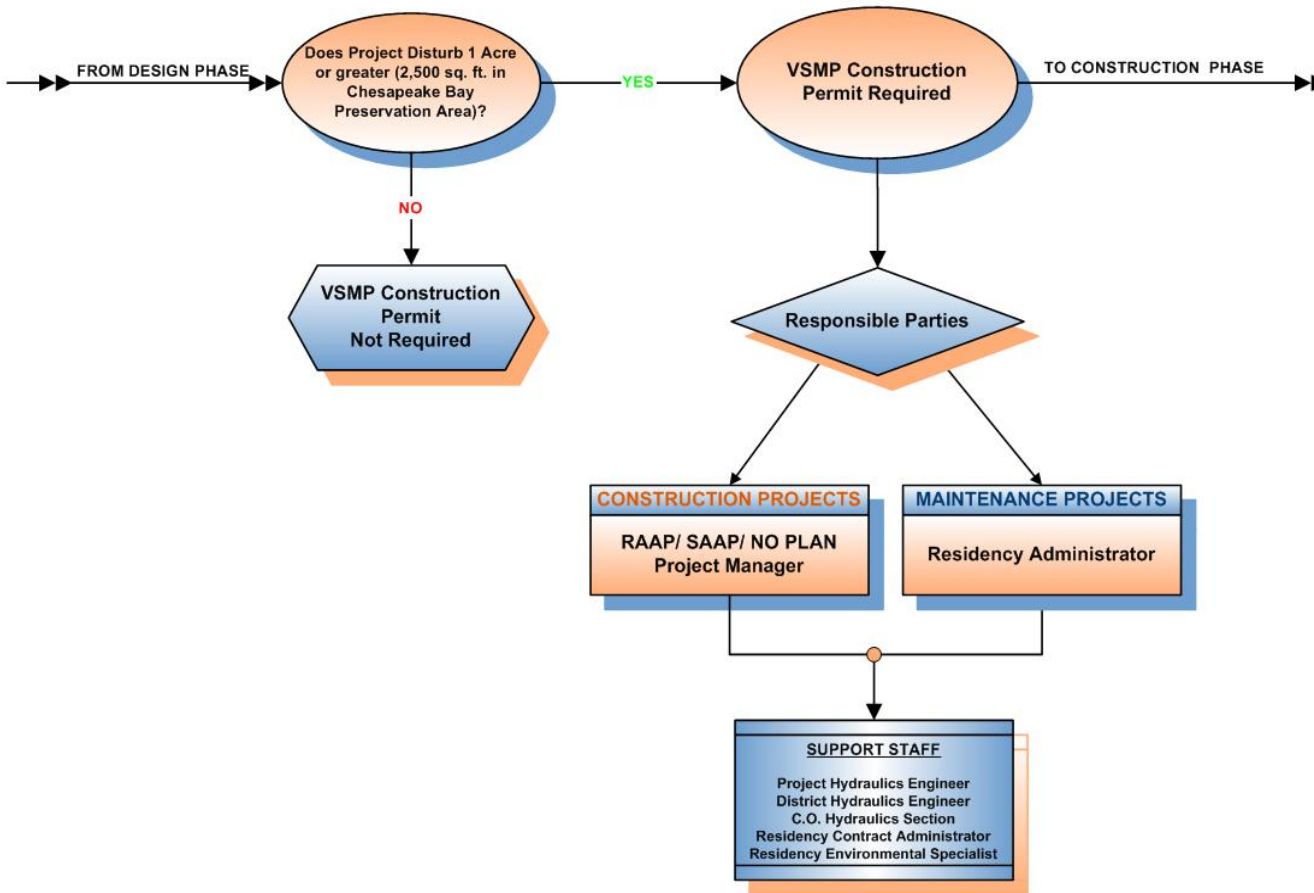 FROM DESIGN PHASE
Does Project Disturb 1 Acre
or greater (2,500 sq. ft. in
Chesapeake Bay
Preservation Area)?
YES
VSMP Construction
Permit Required
TO CONSTRUCTION PHASE
NO
VSMP Construction
Permit
Not Required
Responsible Parties
CONSTRUCTION PROJECTS
RAAP/ SAAP/ NO PLAN
Project Manager
MAINTENANCE PROJECTS
Residency Administrator
SUPPORT STAFF
Project Hydraulics Engineer
District Hydraulics Engineer
C.O. Hydraulics Section
Residency Contract Administrator
Residency Environmental Specialist